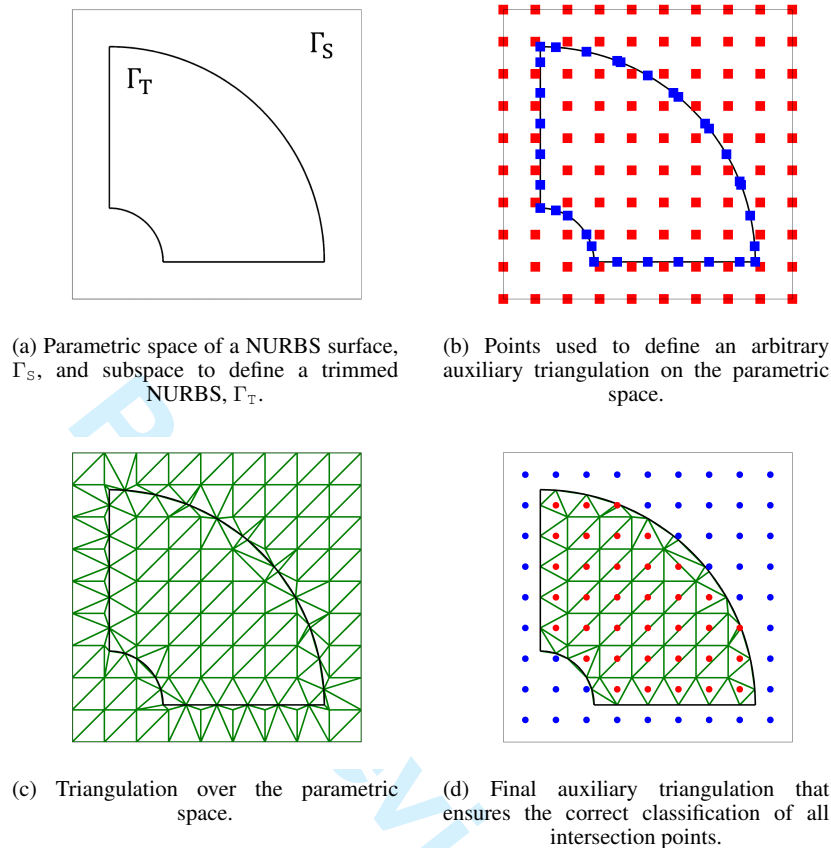 Γ_S
Γ_T
(a) Parametric space of a NURBS surface,
Γ_S, and subspace to define a trimmed
NURBS, Γ_T.
(b) Points used to define an arbitrary
auxiliary triangulation on the parametric
space.
(c) Triangulation over the parametric
space.
(d) Final auxiliary triangulation that
ensures the correct classification of all
intersection points.